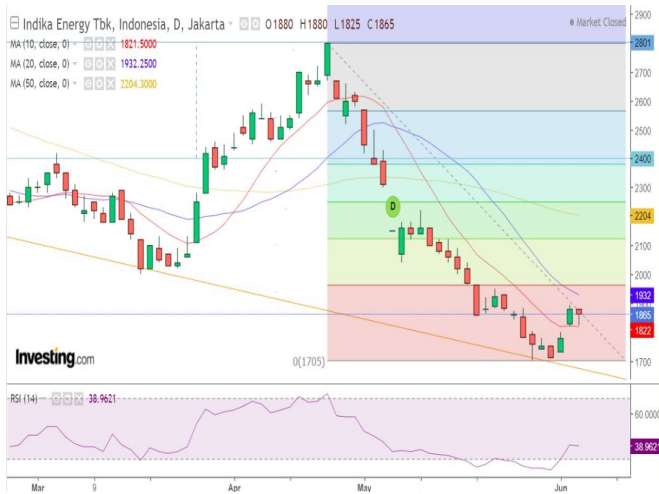 Indika Energy Tbk, Indonesia, D, Jakarta O1880 H1880 L1825 C1865
Market Closed
MA (10, close, 0) 1821.5000
MA (20, close, 0) 1932.2500
MA (50, close, 0) 2204.3000
2900
2801
2700
2600
2500
2400
2300
2204
2100
2000
1932
1865
1822
1700
D
0(1705)
Investing.com
RSI (14) 38.9621
60.0000
38.9621
Mar 9 Apr May Jun